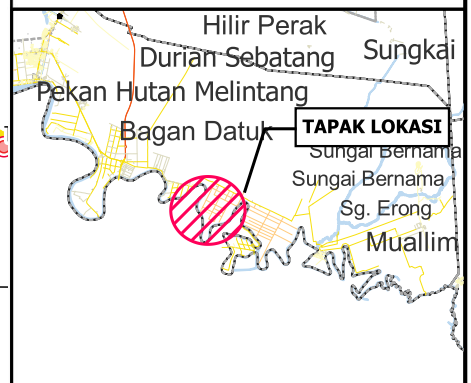 Hilir Perak
Durian Sebatang
Sungkai
Pekan Hutan Melintang
Bagan Datuk
TAPAK LOKASI
Sungai Bernama
Sungai Bernama
Sg. Erong
Muallim